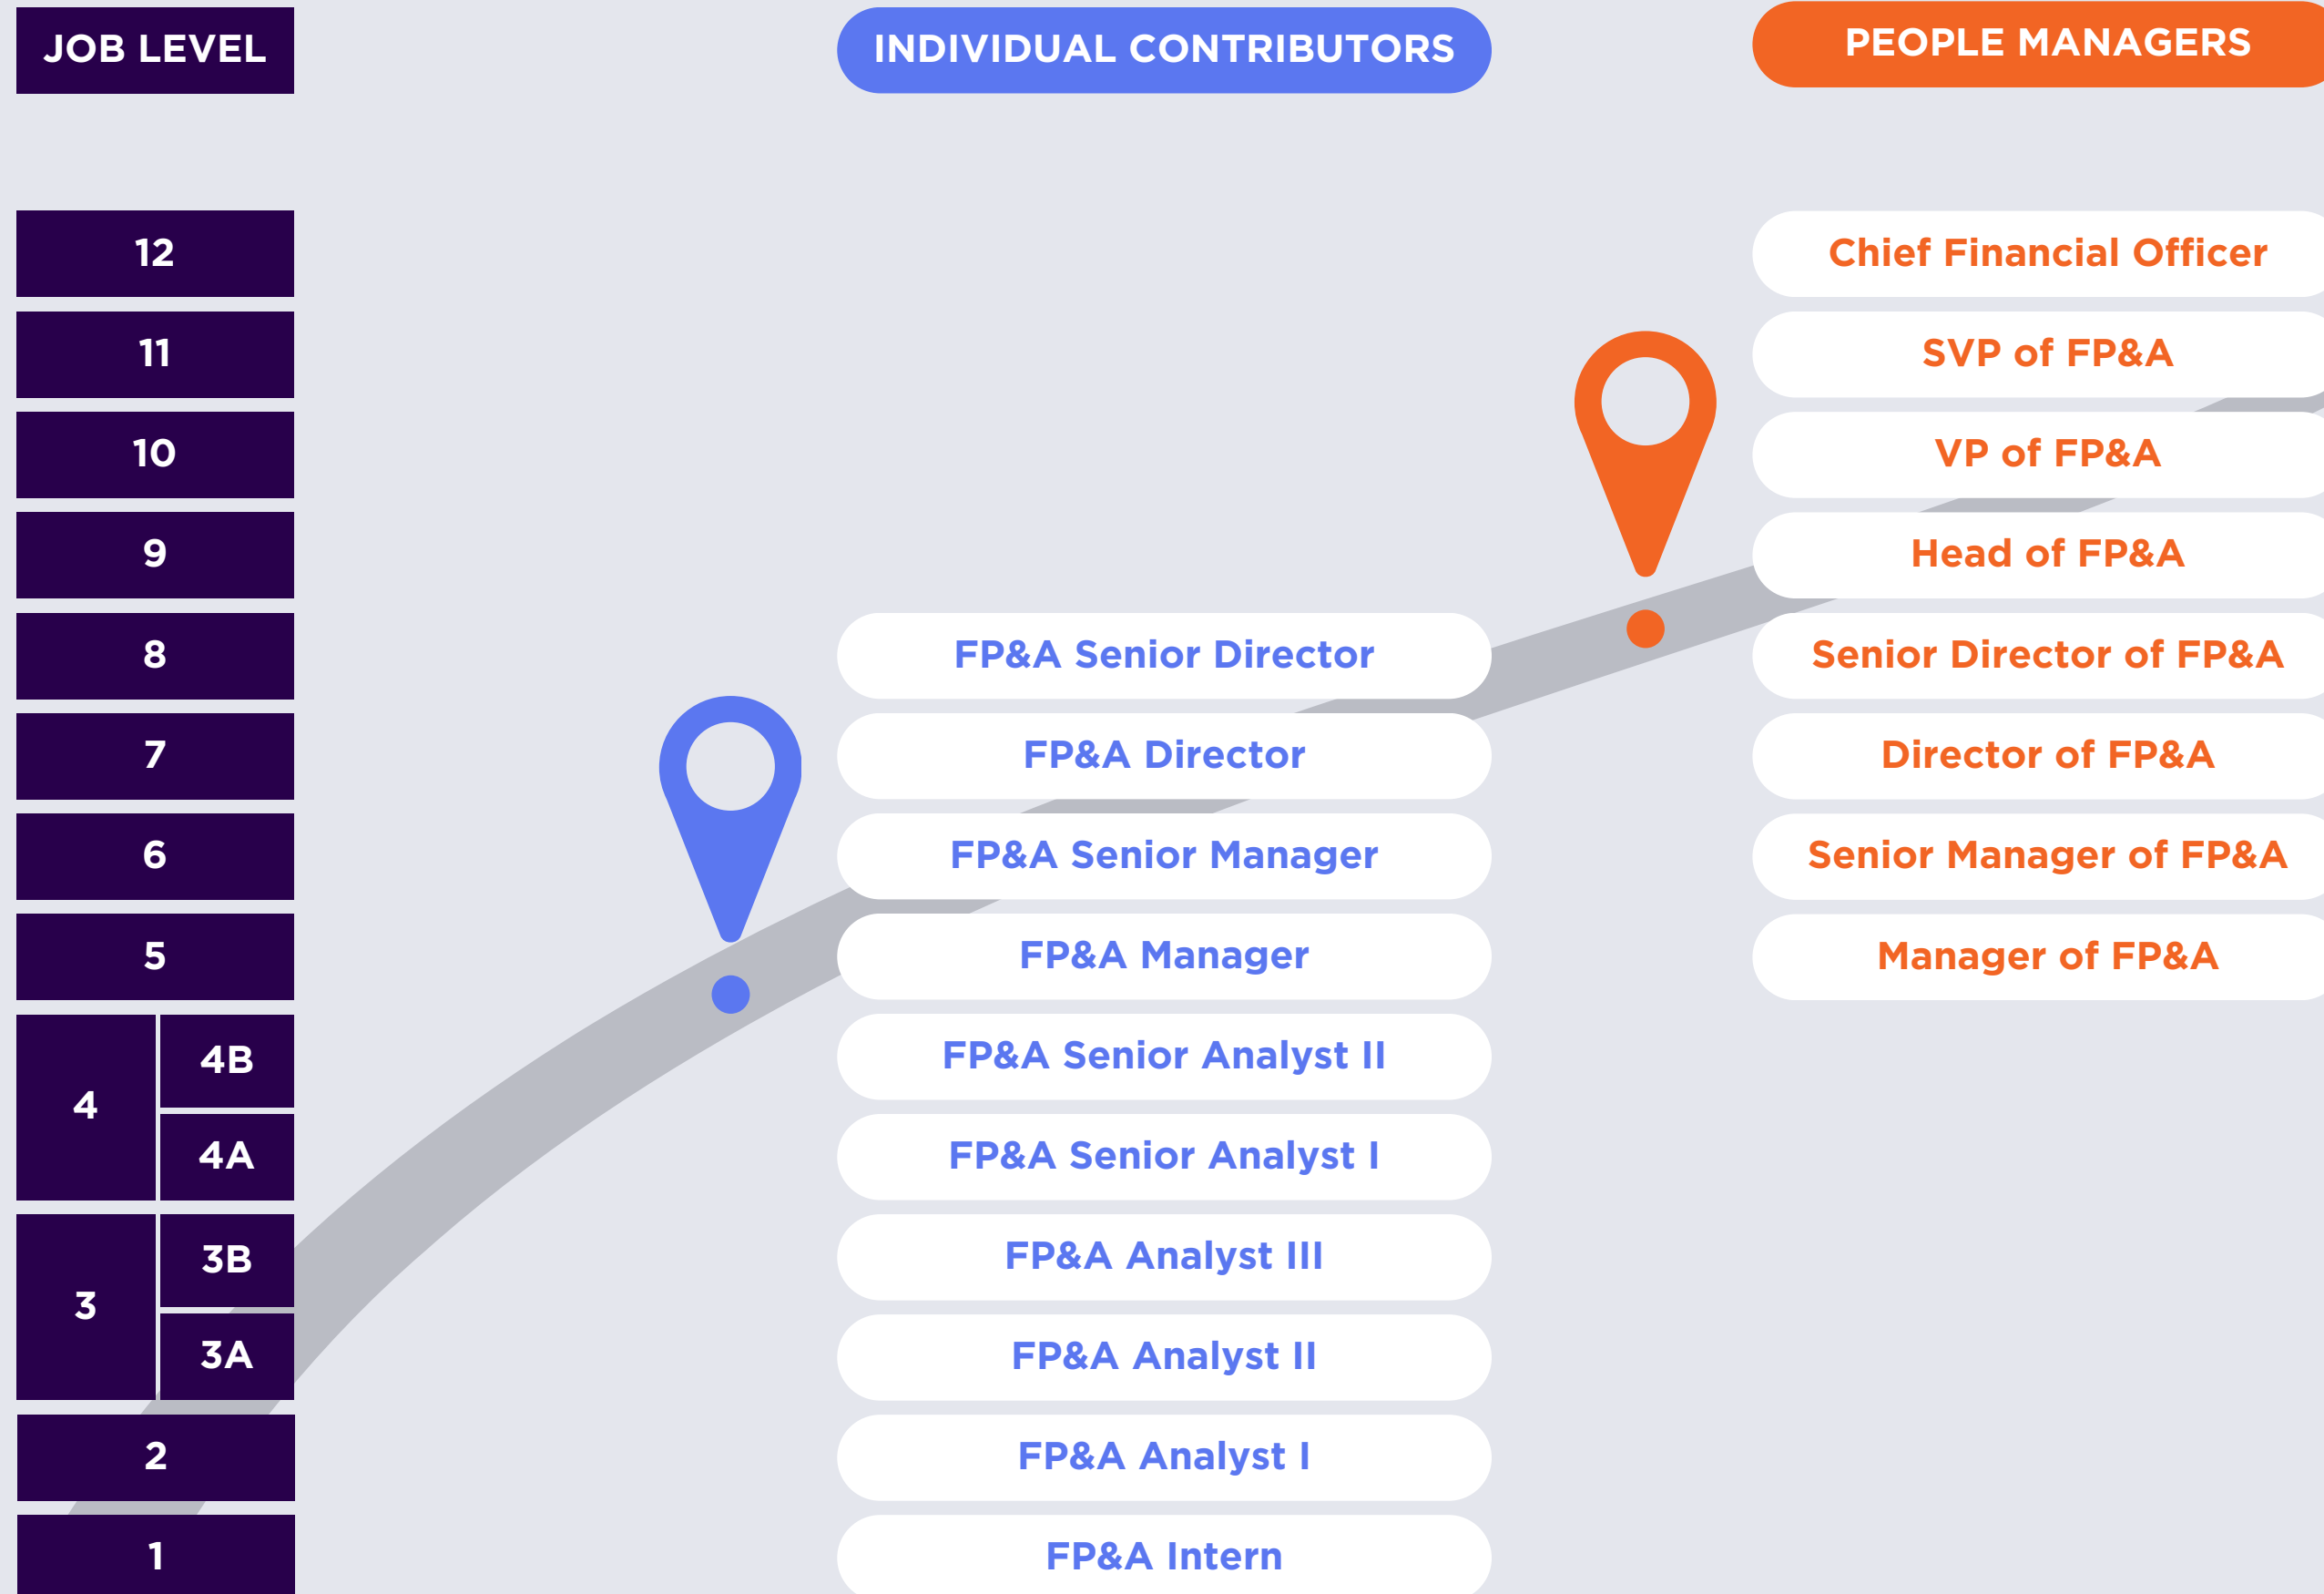 JOB LEVEL INDIVIDUAL CONTRIBUTORS PEOPLE MANAGERS
12 Chief Financial Officer
11 SVP of FP&A
10 VP of FP&A
9 Head of FP&A
8 FP&A Senior Director Senior Director of FP&A
7 FP&A Director Director of FP&A
6 FP&A Senior Manager Senior Manager of FP&A
5 FP&A Manager Manager of FP&A
4 4B FP&A Senior Analyst II
4A FP&A Senior Analyst I
3 3B FP&A Analyst III
3A FP&A Analyst II
2 FP&A Analyst I
1 FP&A Intern